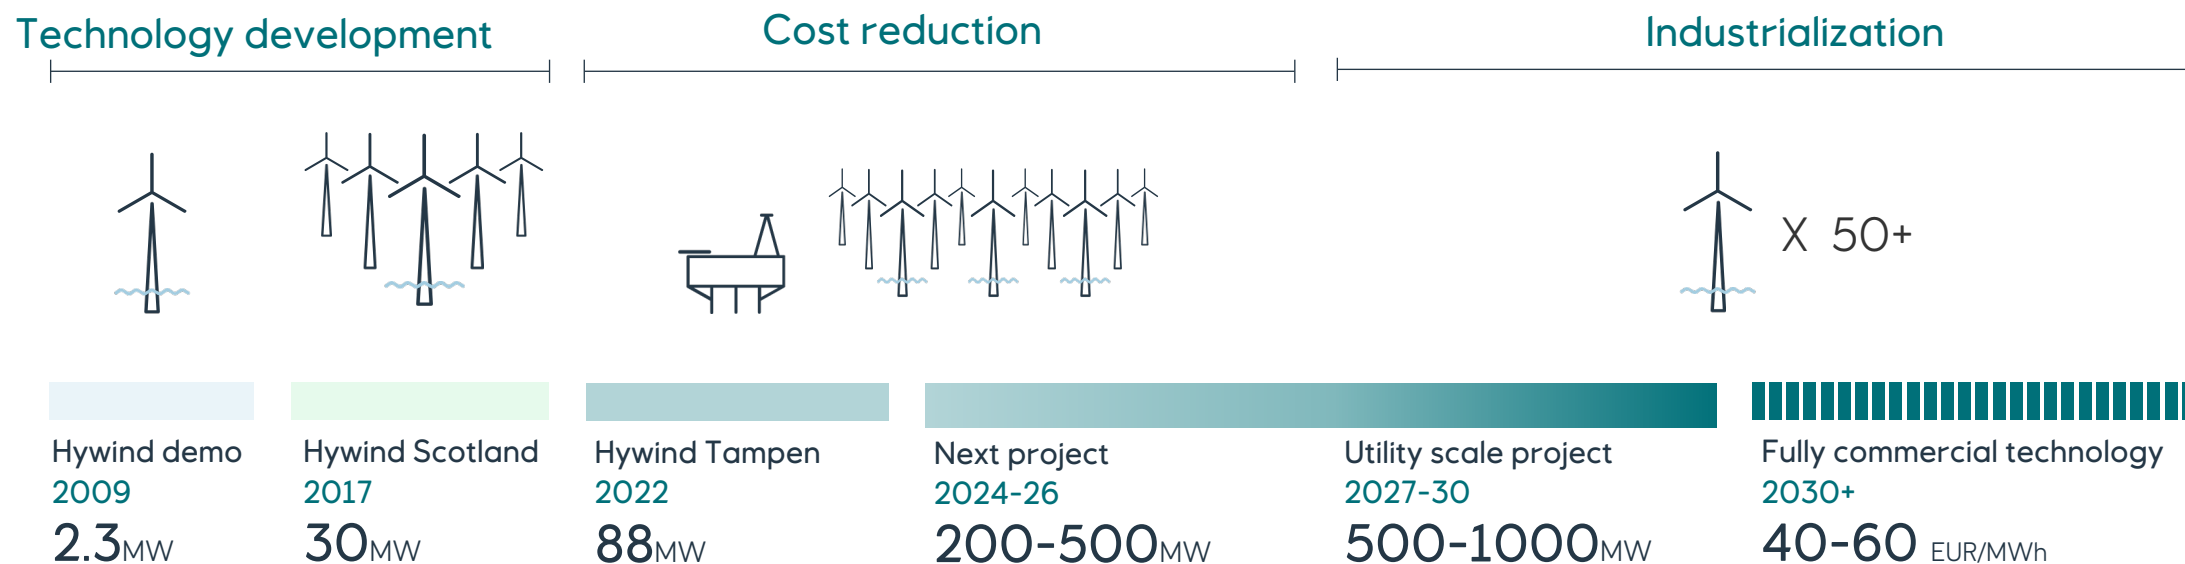 Technology development
Cost reduction
Industrialization
X 50+
Hywind demo
2009
2.3MW
Hywind Scotland
2017
30MW
Hywind Tampen
2022
88MW
Next project
2024-26
200-500MW
Utility scale project
2027-30
500-1000MW
Fully commercial technology
2030+
40-60 EUR/MWh